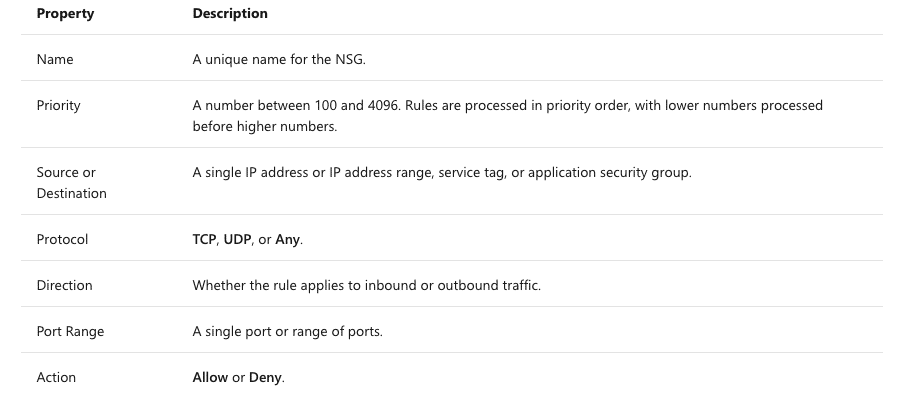 Property Description
Name A unique name for the NSG.
Priority A number between 100 and 4096. Rules are processed in priority order, with lower numbers processed
before higher numbers.
Source or A single IP address or IP address range, service tag, or application security group.
Destination
Protocol TCP, UDP, or Any.
Direction Whether the rule applies to inbound or outbound traffic.
Port Range A single port or range of ports.
Action Allow or Deny.